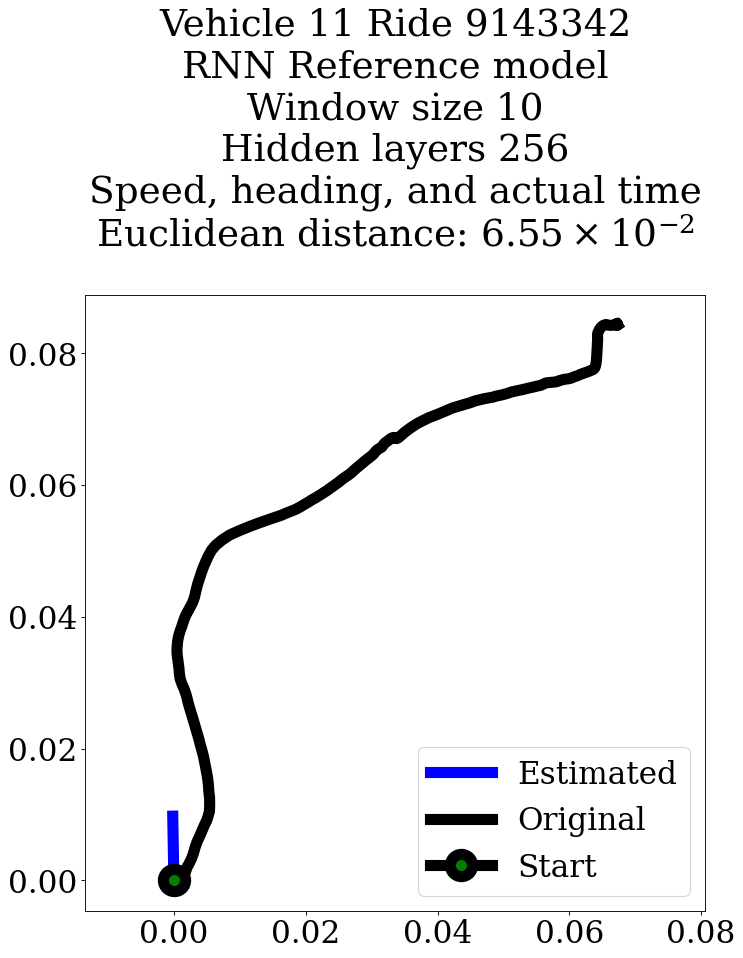 Vehicle 11 Ride 9143342
RNN Reference model
Window size 10
Hidden layers 256
Speed, heading, and actual time
Euclidean distance: 6.55 × 10⁻²
0.08
0.06
0.04
0.02
0.00
Estimated
Original
Start
0.00 0.02 0.04 0.06 0.08